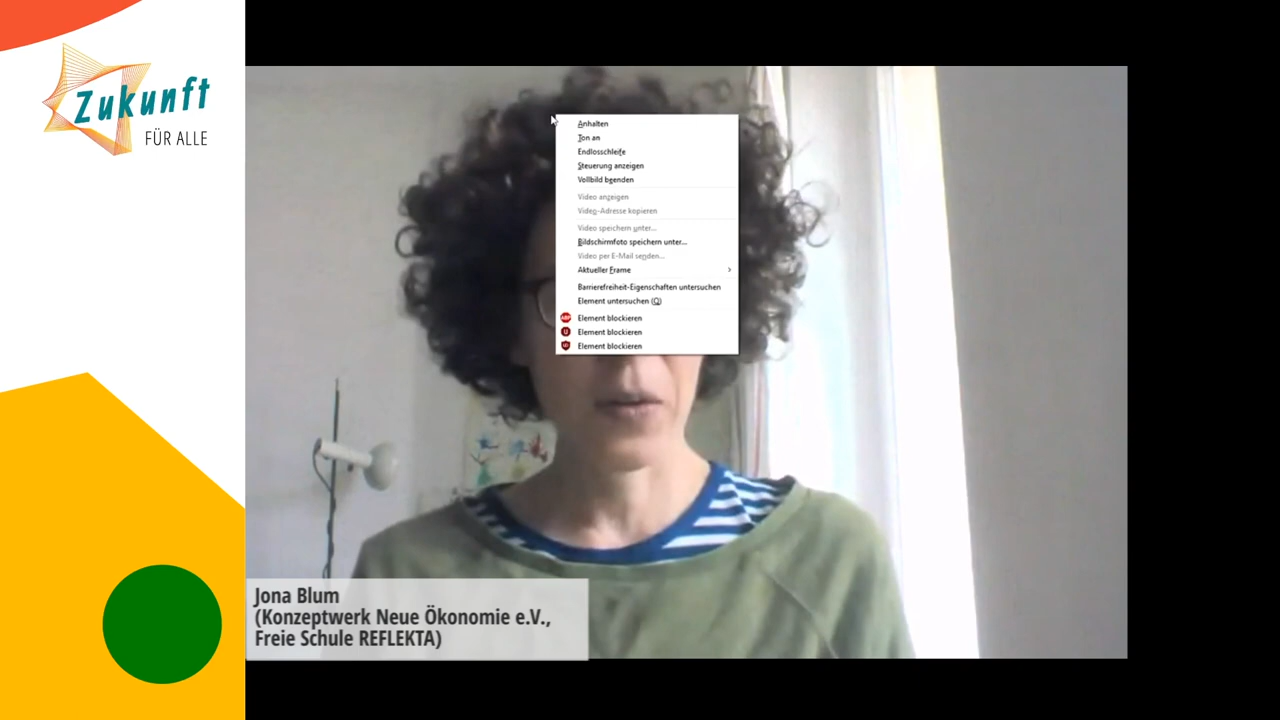 Zukunft
FÜR ALLE
Anhalten
Ton an
Endlosschleife
Steuerung anzeigen
Vollbild beenden
Video anzeigen
Video-Adresse kopieren
Video speichern unter...
Bildschirmfoto speichern unter...
Video per E-Mail senden...
Aktueller Frame
Barrierefreiheit-Eigenschaften untersuchen
Element untersuchen (Q)
ABP Element blockieren
U Element blockieren
Element blockieren
Jona Blum
(Konzeptwerk Neue Ökonomie e.V.,
Freie Schule REFLEKTA)